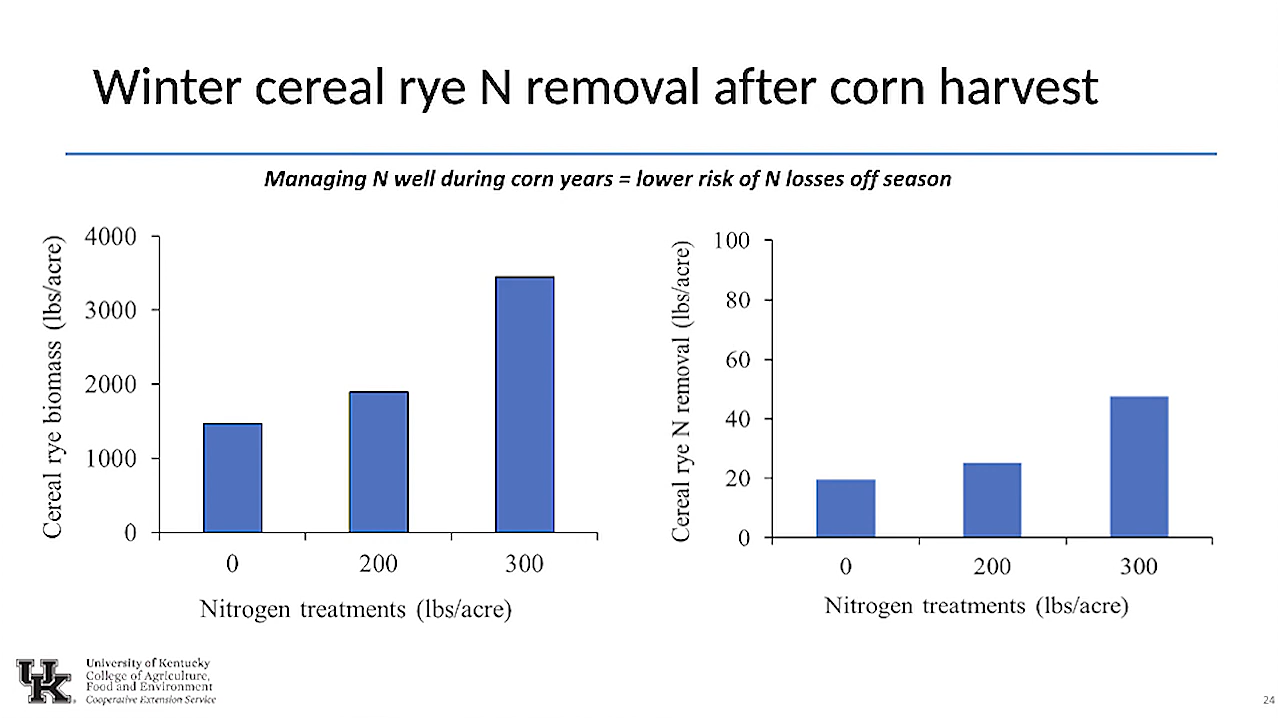 Winter cereal rye N removal after corn harvest
Managing N well during corn years = lower risk of N losses off season
Cereal rye biomass (lbs/acre)
4000
3000
2000
1000
0
0 200 300
Nitrogen treatments (lbs/acre)
Cereal rye N removal (lbs/acre)
100
80
60
40
20
0
0 200 300
Nitrogen treatments (lbs/acre)
UK
University of Kentucky
College of Agriculture,
Food and Environment
Cooperative Extension Service
24